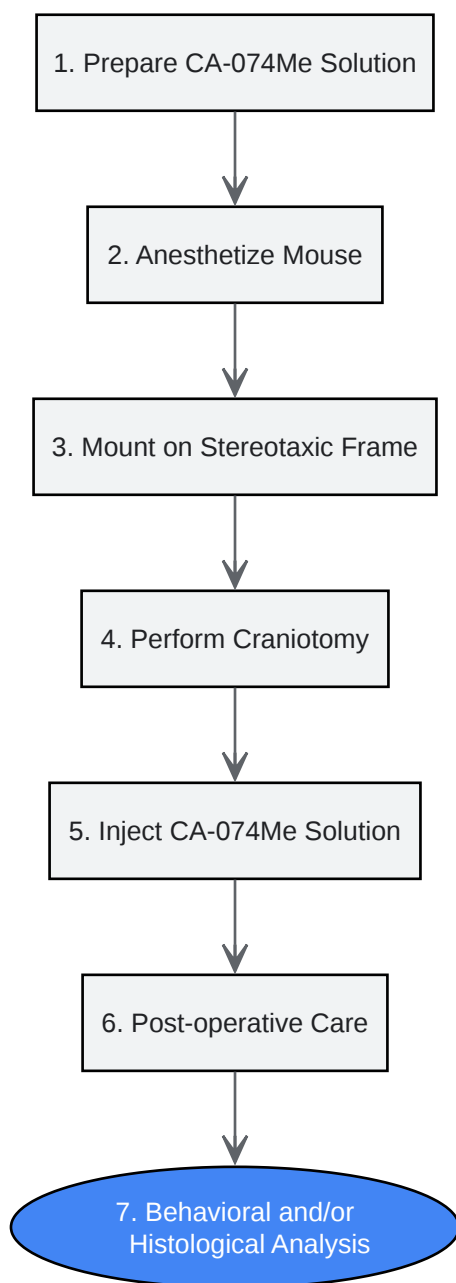 1. Prepare CA-074Me Solution
2. Anesthetize Mouse
3. Mount on Stereotaxic Frame
4. Perform Craniotomy
5. Inject CA-074Me Solution
6. Post-operative Care
7. Behavioral and/or
Histological Analysis